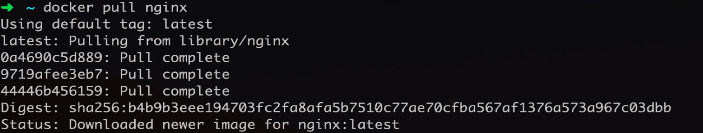 ➜ ~ docker pull nginx
Using default tag: latest
latest: Pulling from library/nginx
0a4690c5d889: Pull complete
9719afee3eb7: Pull complete
44446b456159: Pull complete
Digest: sha256:b4b9b3eee194703fc2fa8afa5b7510c77ae70cfba567af1376a573a967c03dbb
Status: Downloaded newer image for nginx:latest